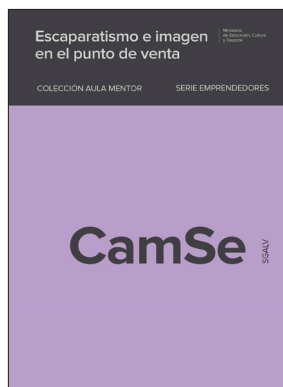 Escaparatismo e imagen
en el punto de venta
Ministerio
de Educación, Cultura
y Deporte
COLECCIÓN AULA MENTOR
SERIE EMPRENDEDORES
CamSe
SGALV